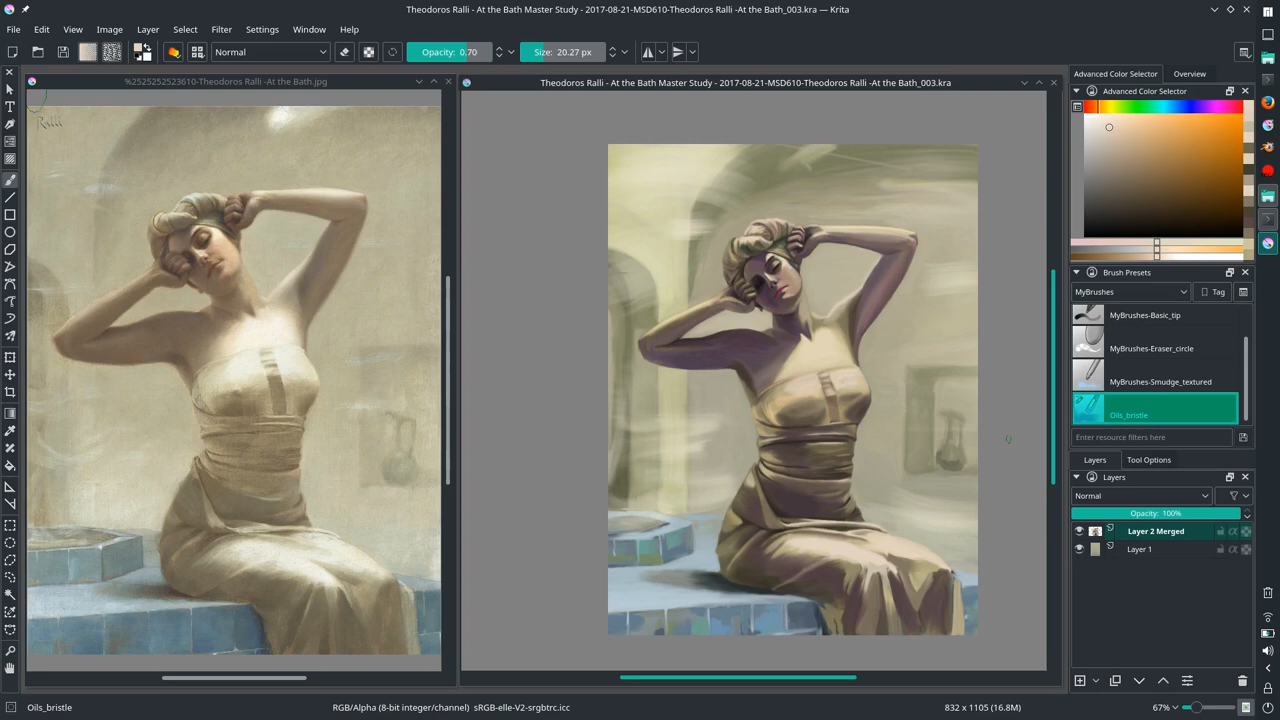 Theodoros Ralli - At the Bath Master Study - 2017-08-21-MSD610-Theodoros Ralli -At the Bath_003.kra — Krita
File Edit View Image Layer Select Filter Settings Window Help
Normal Opacity: 0.70 Size: 20.27 px
%2525252523610-Theodoros Ralli -At the Bath.jpg
Theodoros Ralli - At the Bath Master Study - 2017-08-21-MSD610-Theodoros Ralli -At the Bath_003.kra
Ralli
Advanced Color Selector Overview
Advanced Color Selector
Brush Presets
MyBrushes Tag
MyBrushes-Basic_tip
MyBrushes-Eraser_circle
MyBrushes-Smudge_textured
Oils_bristle
Enter resource filters here
Layers Tool Options
Layers
Normal
Opacity: 100%
Layer 2 Merged
Layer 1
Oils_bristle RGB/Alpha (8-bit integer/channel) sRGB-elle-V2-srgbtrc.icc 832 x 1105 (16.8M) 67%